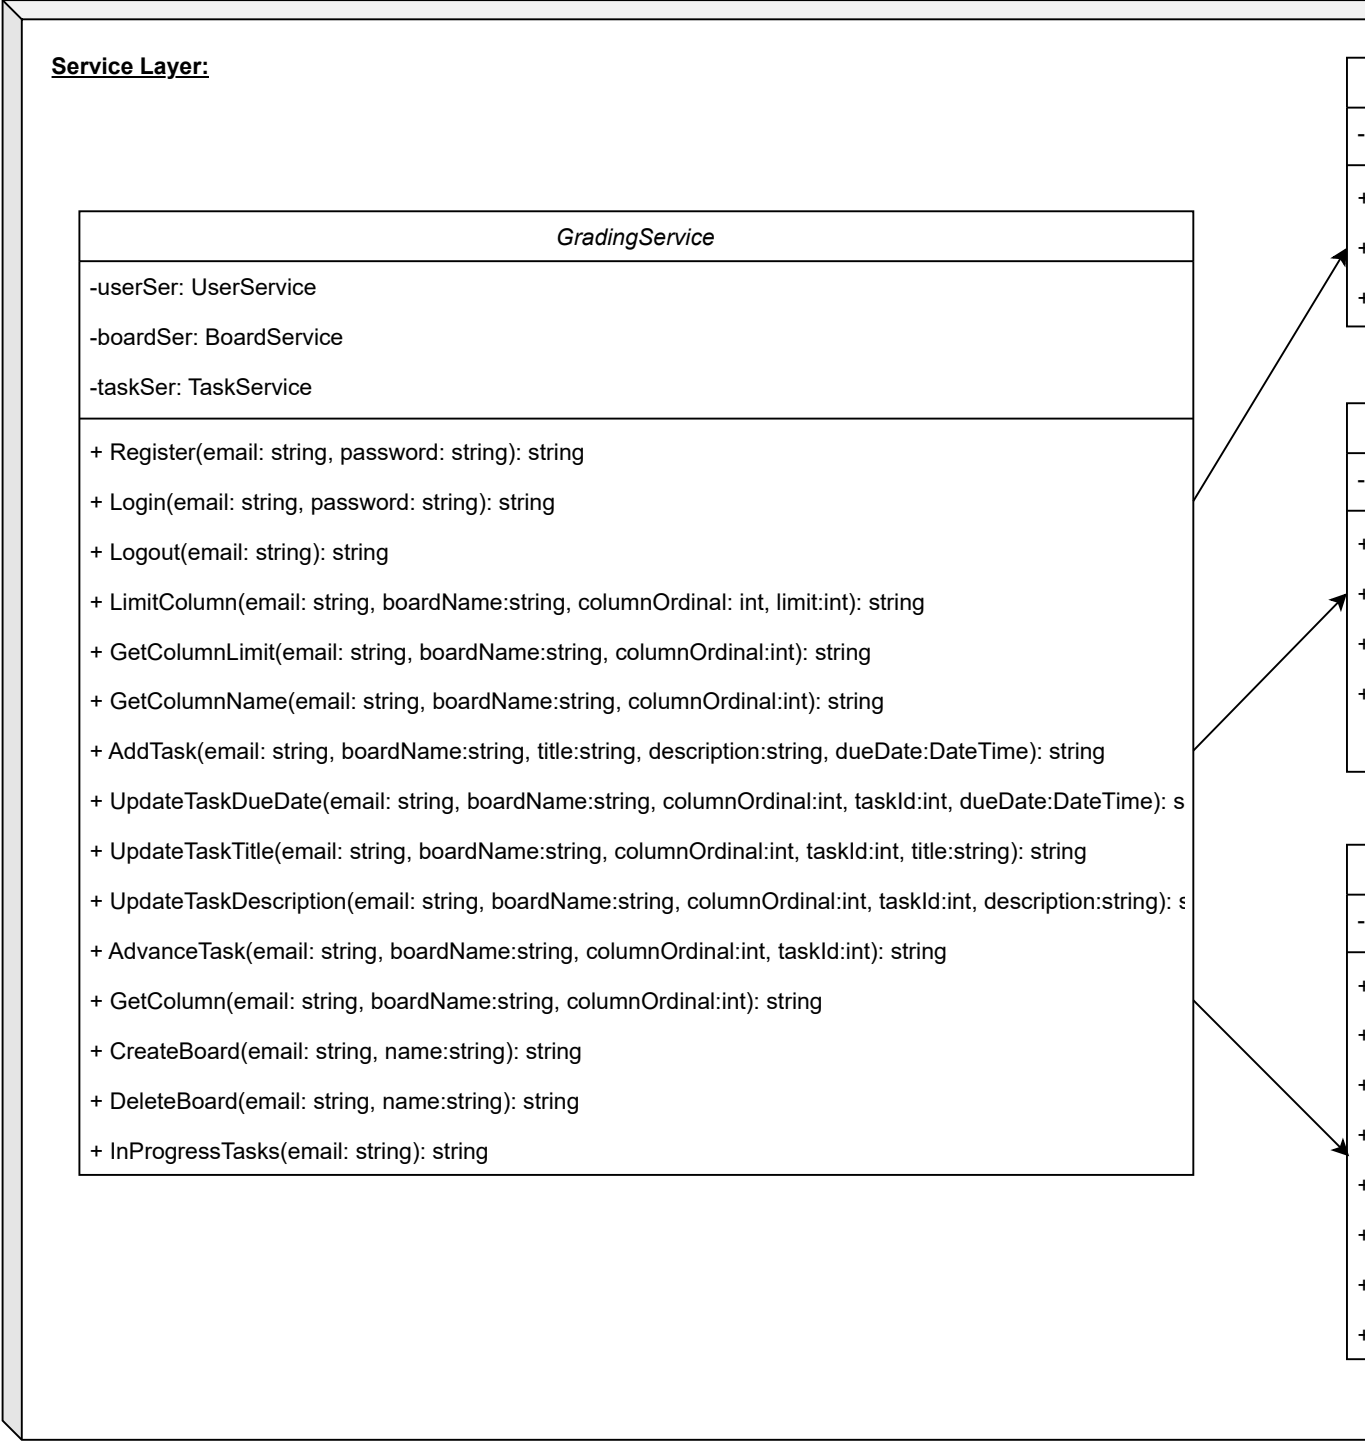 Service Layer:
GradingService
-userSer: UserService
-boardSer: BoardService
-taskSer: TaskService
+ Register(email: string, password: string): string
+ Login(email: string, password: string): string
+ Logout(email: string): string
+ LimitColumn(email: string, boardName:string, columnOrdinal: int, limit:int): string
+ GetColumnLimit(email: string, boardName:string, columnOrdinal:int): string
+ GetColumnName(email: string, boardName:string, columnOrdinal:int): string
+ AddTask(email: string, boardName:string, title:string, description:string, dueDate:DateTime): string
+ UpdateTaskDueDate(email: string, boardName:string, columnOrdinal:int, taskId:int, dueDate:DateTime): s
+ UpdateTaskTitle(email: string, boardName:string, columnOrdinal:int, taskId:int, title:string): string
+ UpdateTaskDescription(email: string, boardName:string, columnOrdinal:int, taskId:int, description:string):
+ AdvanceTask(email: string, boardName:string, columnOrdinal:int, taskId:int): string
+ GetColumn(email: string, boardName:string, columnOrdinal:int): string
+ CreateBoard(email: string, name:string): string
+ DeleteBoard(email: string, name:string): string
+ InProgressTasks(email: string): string